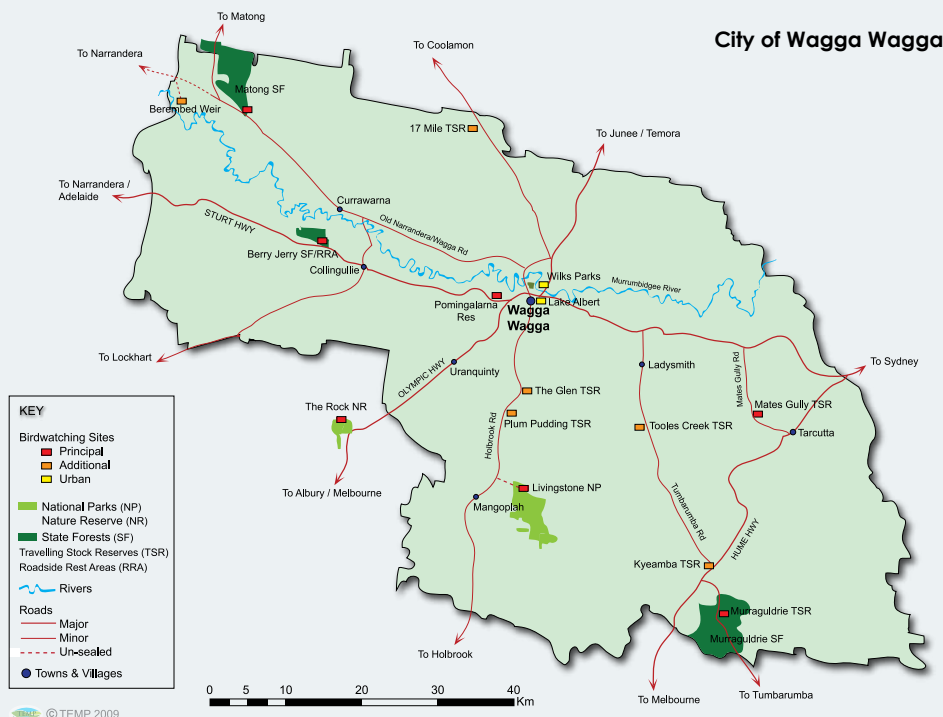 City of Wagga Wagga
To Matong
To Narrandera
To Coolamon
Matong SF
Berembed Weir
17 Mile TSR
To Junee / Temora
To Narrandera /
Adelaide
STURT HWY
Currawarna
Old Narrandera/Wagga Rd
Berry Jerry SF/RRA
Collingullie
Wilks Parks
Murrumbidgee River
Pomingalarna
Res
Lake Albert
Wagga
Wagga
To Lockhart
OLYMPIC HWY
Uranquinty
Ladysmith
Mates Gully Rd
To Sydney
The Glen TSR
Plum Pudding TSR
Holbrook Rd
Tooles Creek TSR
Mates Gully TSR
Tarcutta
The Rock NR
To Albury / Melbourne
Mangoplah
Livingstone NP
Tumbarumba Rd
HUME HWY
Kyeamba TSR
Murraguldrie TSR
Murraguldrie SF
To Holbrook
To Melbourne
To Tumbarumba
KEY
Birdwatching Sites
Principal
Additional
Urban
National Parks (NP)
Nature Reserve (NR)
State Forests (SF)
Travelling Stock Reserves (TSR)
Roadside Rest Areas (RRA)
Rivers
Roads
Major
Minor
Un-sealed
Towns & Villages
0 5 10 20 30 40
Km
© TEMP 2009